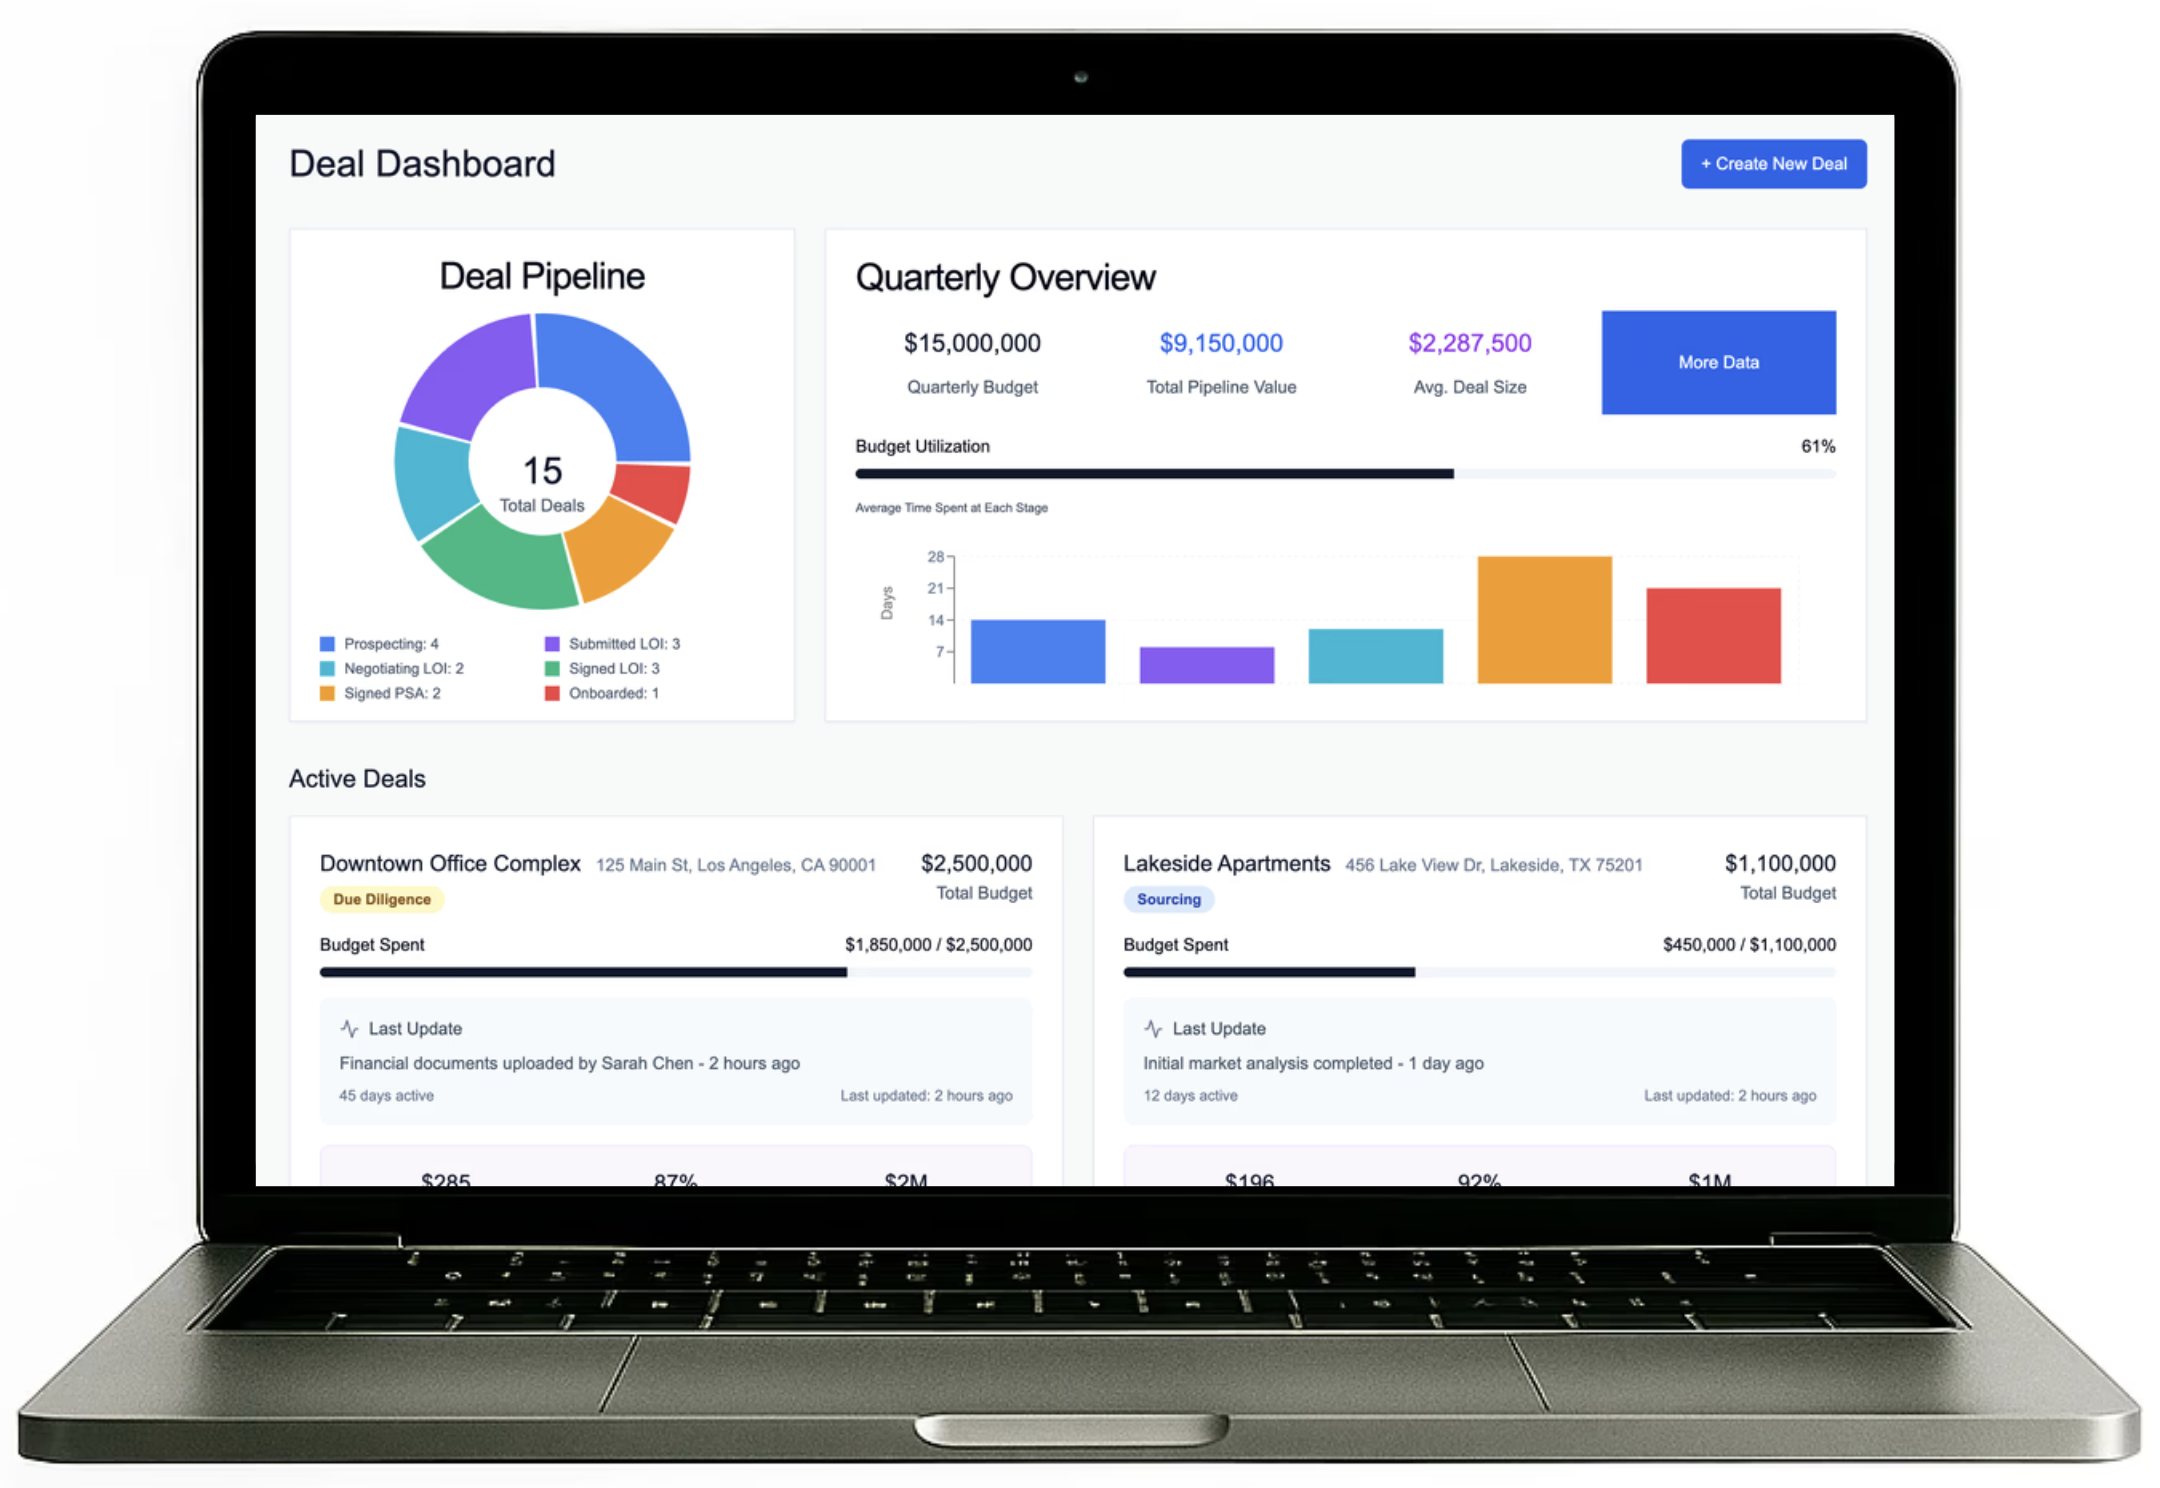 Deal Dashboard
+ Create New Deal
Deal Pipeline
15
Total Deals
Prospecting: 4
Submitted LOI: 3
Negotiating LOI: 2
Signed LOI: 3
Signed PSA: 2
Onboarded: 1
Quarterly Overview
$15,000,000
Quarterly Budget
$9,150,000
Total Pipeline Value
$2,287,500
Avg. Deal Size
More Data
Budget Utilization
61%
Average Time Spent at Each Stage
Days
28
21
14
7
Active Deals
Downtown Office Complex 125 Main St, Los Angeles, CA 90001
$2,500,000
Due Diligence
Total Budget
Budget Spent
$1,850,000 / $2,500,000
Last Update
Financial documents uploaded by Sarah Chen - 2 hours ago
45 days active
Last updated: 2 hours ago
$285
87%
$2M
Lakeside Apartments 456 Lake View Dr, Lakeside, TX 75201
$1,100,000
Sourcing
Total Budget
Budget Spent
$450,000 / $1,100,000
Last Update
Initial market analysis completed - 1 day ago
12 days active
Last updated: 2 hours ago
$196
92%
$1M